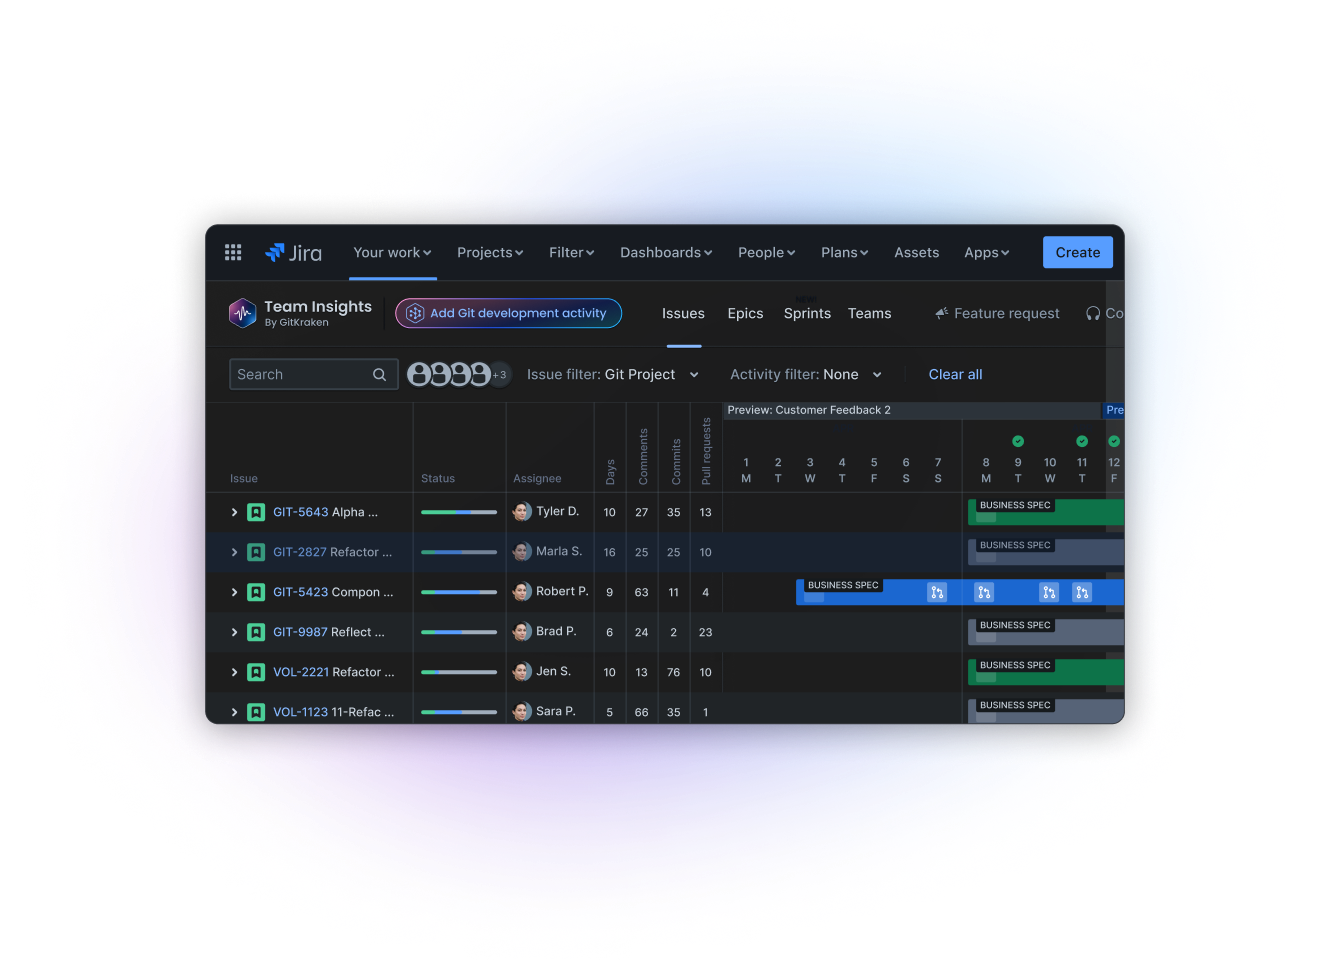 Jira Your work Projects Filter Dashboards People Plans Assets Apps Create
Team Insights
By GitKraken
Add Git development activity
NEW!
Issues Epics Sprints Teams Feature request Co
Search +3 Issue filter: Git Project Activity filter: None Clear all
Preview: Customer Feedback 2 Pre
Issue Status Assignee Days Comments Commits Pull requests
1 2 3 4 5 6 7 8 9 10 11 12
M T W T F S S M T W T F
GIT-5643 Alpha ... Tyler D. 10 27 35 13 BUSINESS SPEC
GIT-2827 Refactor ... Marla S. 16 25 25 10 BUSINESS SPEC
GIT-5423 Compon ... Robert P. 9 63 11 4 BUSINESS SPEC
GIT-9987 Reflect ... Brad P. 6 24 2 23 BUSINESS SPEC
VOL-2221 Refactor ... Jen S. 10 13 76 10 BUSINESS SPEC
VOL-1123 11-Refac ... Sara P. 5 66 35 1 BUSINESS SPEC